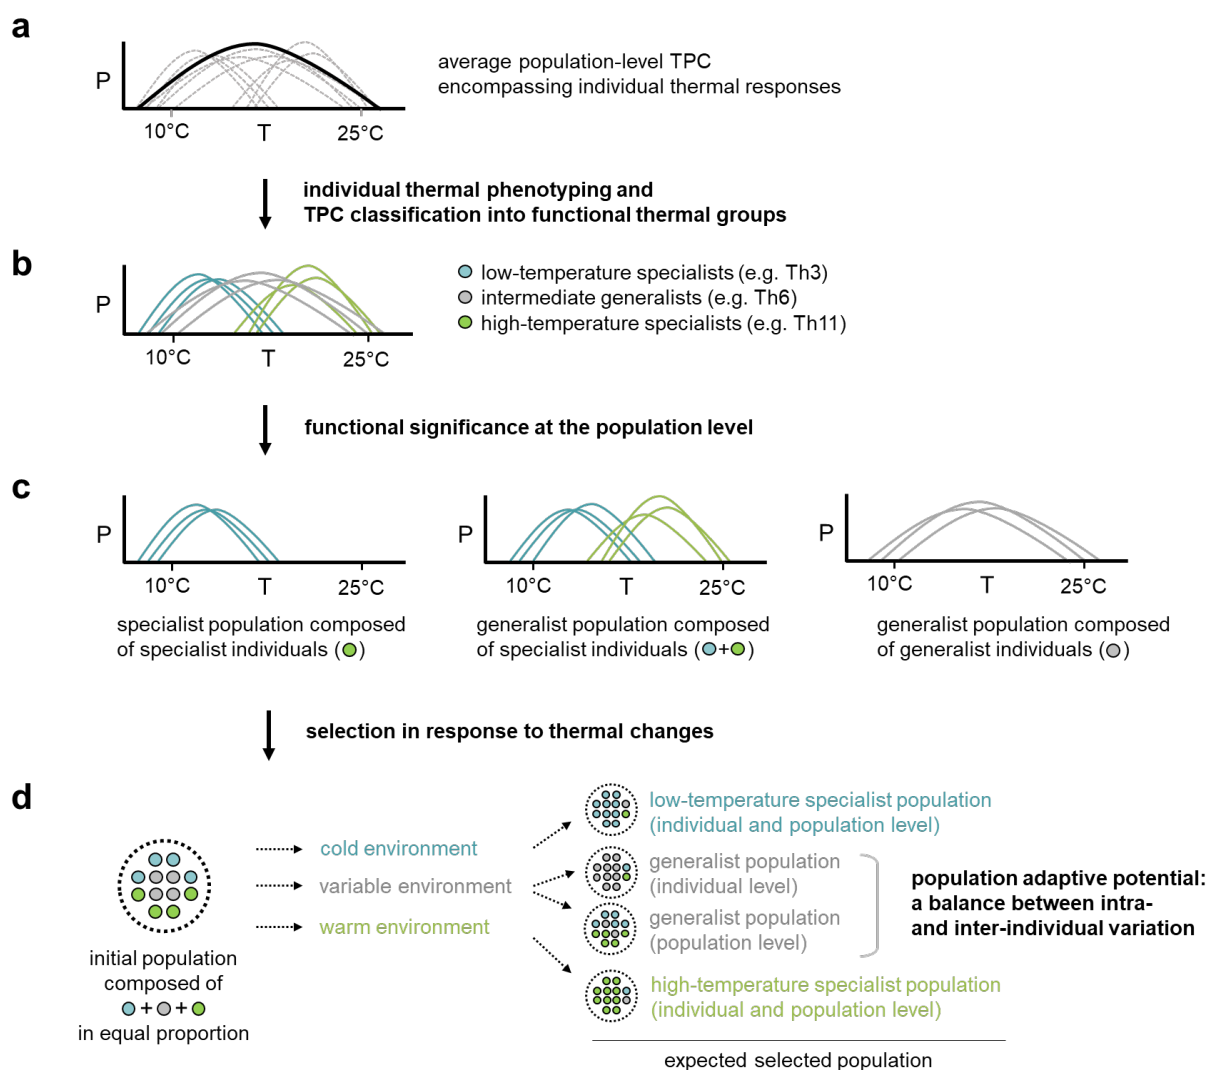 a
P
average population-level TPC
encompassing individual thermal responses
10°C
T
25°C
individual thermal phenotyping and
TPC classification into functional thermal groups
b
P
low-temperature specialists (e.g. Th3)
intermediate generalists (e.g. Th6)
high-temperature specialists (e.g. Th11)
10°C
T
25°C
functional significance at the population level
c
P
10°C
T
25°C
specialist population composed
of specialist individuals ( )
P
10°C
T
25°C
generalist population composed
of specialist individuals ( + )
P
10°C
T
25°C
generalist population composed
of generalist individuals ( )
selection in response to thermal changes
d
initial population
composed of
+ +
in equal proportion
cold environment
variable environment
warm environment
low-temperature specialist population
(individual and population level)
generalist population
(individual level)
generalist population
(population level)
high-temperature specialist population
(individual and population level)
population adaptive potential:
a balance between intra-
and inter-individual variation
expected selected population